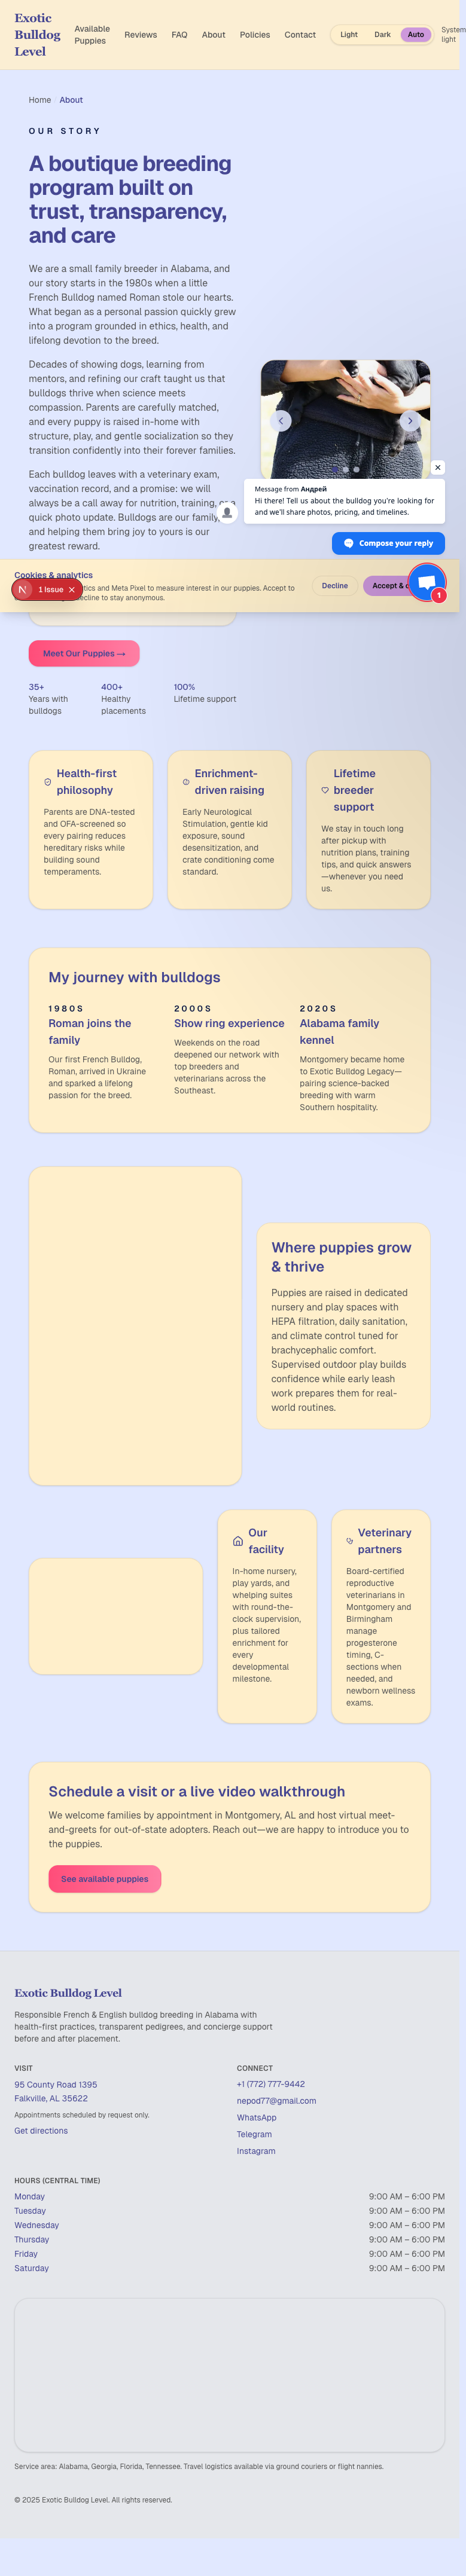 Exotic
Bulldog
Level
Available
Puppies
Reviews
FAQ
About
Policies
Contact
Light
Dark
Auto
System
light
Home
About
OUR STORY
A boutique breeding
program built on
trust, transparency,
and care
We are a small family breeder in Alabama, and
our story starts in the 1980s when a little
French Bulldog named Roman stole our hearts.
What began as a personal passion quickly grew
into a program grounded in ethics, health, and
lifelong devotion to the breed.
Decades of showing dogs, learning from
mentors, and refining our craft taught us that
bulldogs thrive when science meets
compassion. Parents are carefully matched,
and every puppy is raised in-home with
structure, play, and gentle socialization so they
transition confidently into their forever families.
Each bulldog leaves with a veterinary exam,
vaccination record, and a promise: we will
always be a call away for nutrition, training,
quick photo updates. Bulldogs are our family,
and helping them bring joy to yours is our
greatest reward.
Message from Андрей
Hi there! Tell us about the bulldog you're looking for
and we'll share photos, pricing, and timelines.
Compose your reply
Cookies & analytics
and Meta Pixel to measure interest in our puppies. Accept to
decline to stay anonymous.
1 Issue
Decline
Accept &
1
Meet Our Puppies →
35+
Years with
bulldogs
400+
Healthy
placements
100%
Lifetime support
Health-first
philosophy
Parents are DNA-tested
and OFA-screened so
every pairing reduces
hereditary risks while
building sound
temperaments.
Enrichment-
driven raising
Early Neurological
Stimulation, gentle kid
exposure, sound
desensitization, and
crate conditioning come
standard.
Lifetime
breeder
support
We stay in touch long
after pickup with
nutrition plans, training
tips, and quick answers
—whenever you need
us.
My journey with bulldogs
1980S
Roman joins the
family
Our first French Bulldog,
Roman, arrived in Ukraine
and sparked a lifelong
passion for the breed.
2000S
Show ring experience
Weekends on the road
deepened our network with
top breeders and
veterinarians across the
Southeast.
2020S
Alabama family
kennel
Montgomery became home
to Exotic Bulldog Legacy—
pairing science-backed
breeding with warm
Southern hospitality.
Where puppies grow
& thrive
Puppies are raised in dedicated
nursery and play spaces with
HEPA filtration, daily sanitation,
and climate control tuned for
brachycephalic comfort.
Supervised outdoor play builds
confidence while early leash
work prepares them for real-
world routines.
Our
facility
In-home nursery,
play yards, and
whelping suites
with round-the-
clock supervision,
plus tailored
enrichment for
every
developmental
milestone.
Veterinary
partners
Board-certified
reproductive
veterinarians in
Montgomery and
Birmingham
manage
progesterone
timing, C-
sections when
needed, and
newborn wellness
exams.
Schedule a visit or a live video walkthrough
We welcome families by appointment in Montgomery, AL and host virtual meet-
and-greets for out-of-state adopters. Reach out—we are happy to introduce you to
the puppies.
See available puppies
Exotic Bulldog Level
Responsible French & English bulldog breeding in Alabama with
health-first practices, transparent pedigrees, and concierge support
before and after placement.
VISIT
95 County Road 1395
Falkville, AL 35622
Appointments scheduled by request only.
Get directions
CONNECT
+1 (772) 777-9442
nepod77@gmail.com
WhatsApp
Telegram
Instagram
HOURS (CENTRAL TIME)
Monday 9:00 AM – 6:00 PM
Tuesday 9:00 AM – 6:00 PM
Wednesday 9:00 AM – 6:00 PM
Thursday 9:00 AM – 6:00 PM
Friday 9:00 AM – 6:00 PM
Saturday 9:00 AM – 6:00 PM
Service area: Alabama, Georgia, Florida, Tennessee. Travel logistics available via ground couriers or flight nannies.
© 2025 Exotic Bulldog Level. All rights reserved.